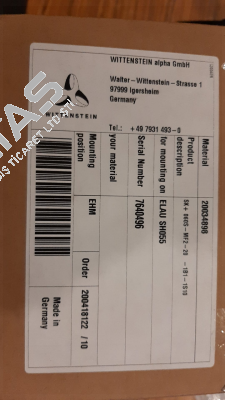 WITTENSTEIN alpha GmbH
Walter-Wittenstein-Strasse 1
97999 Igersheim
Germany
Tel.: + 49 7931 493-0
WITTENSTEIN
Material 20034898
Product description
for mounting on ELAU SH055
Serial Number 7640496
your material
Mounting position EHM Order 200418122 / 10
Made in Germany
TAS